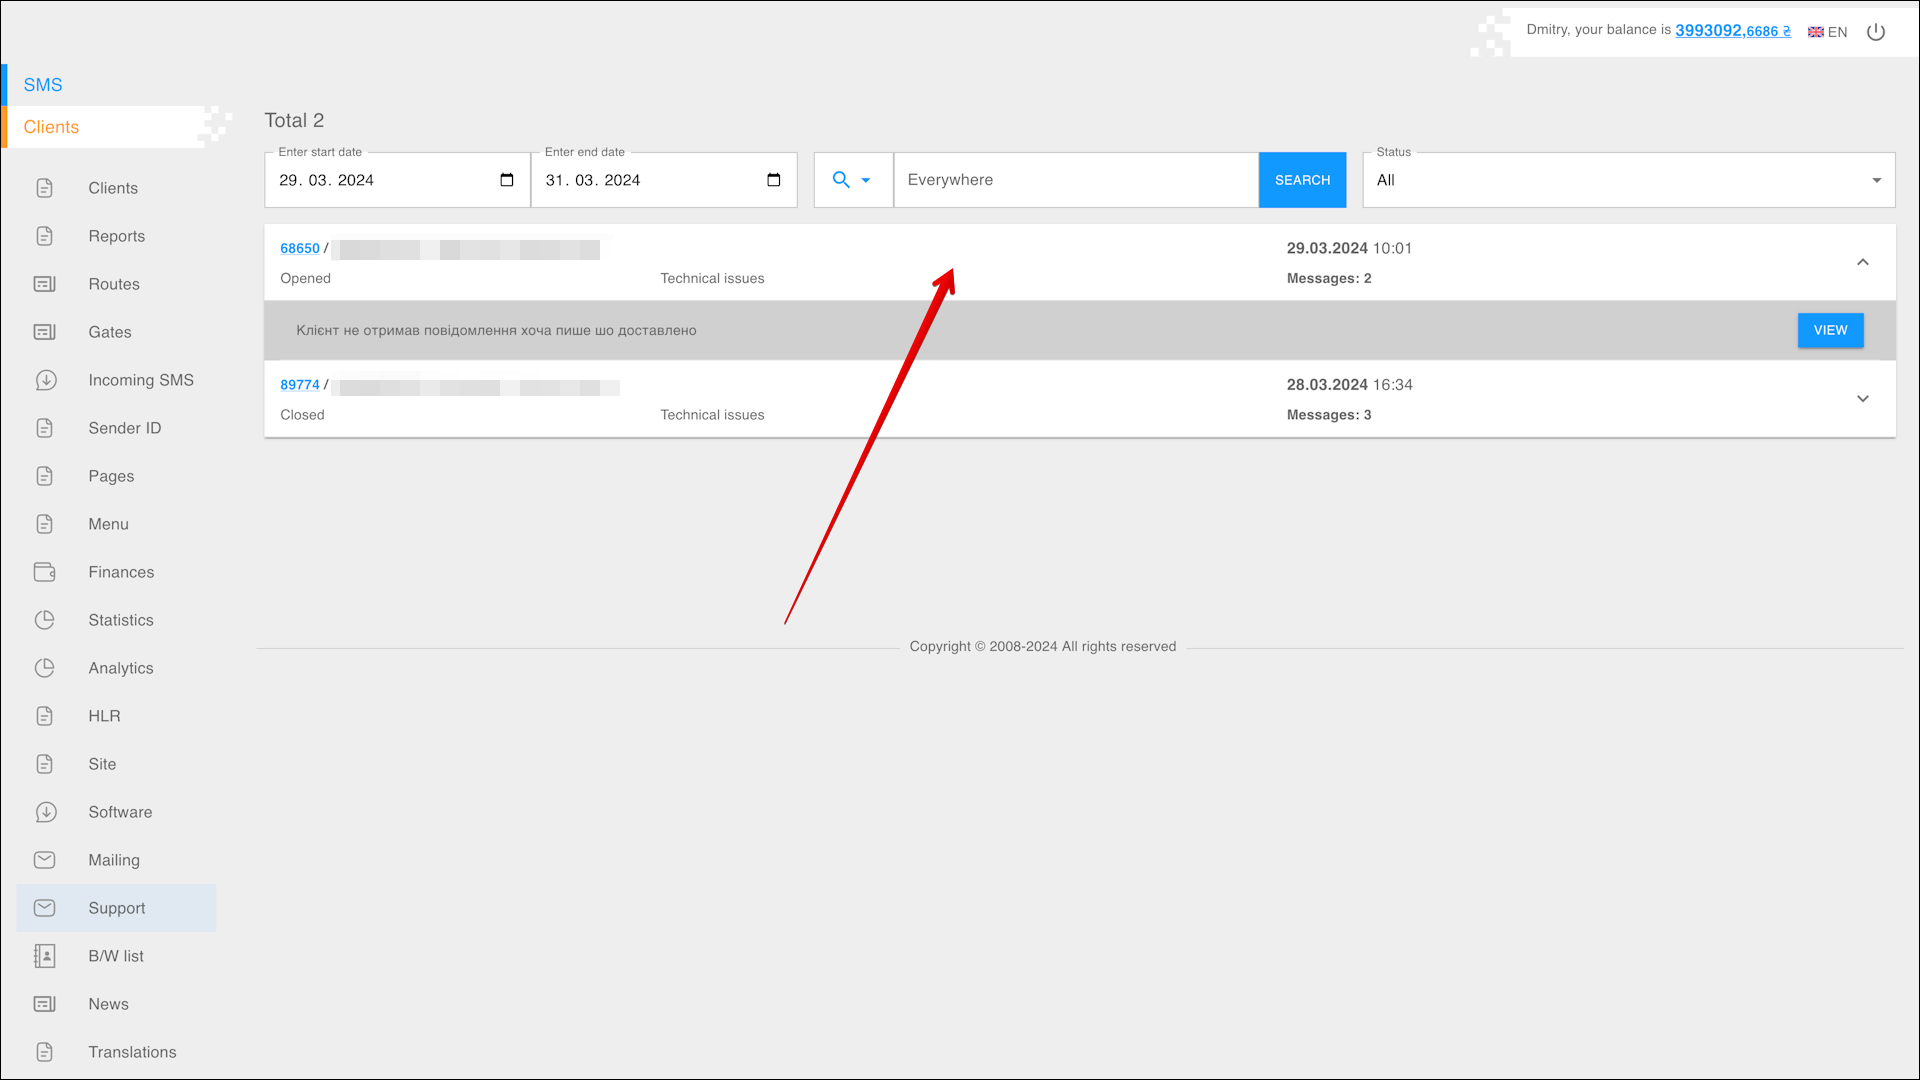 Dmitry, your balance is 3993092,6686 ₴ EN
SMS
Clients
Clients
Reports
Routes
Gates
Incoming SMS
Sender ID
Pages
Menu
Finances
Statistics
Analytics
HLR
Site
Software
Mailing
Support
B/W list
News
Translations
Total 2
Enter start date
29. 03. 2024
Enter end date
31. 03. 2024
Everywhere
SEARCH
Status
All
68650 /
29.03.2024 10:01
Opened
Technical issues
Messages: 2
Клієнт не отримав повідомлення хоча пише шо доставлено
VIEW
89774 /
28.03.2024 16:34
Closed
Technical issues
Messages: 3
Copyright © 2008-2024 All rights reserved